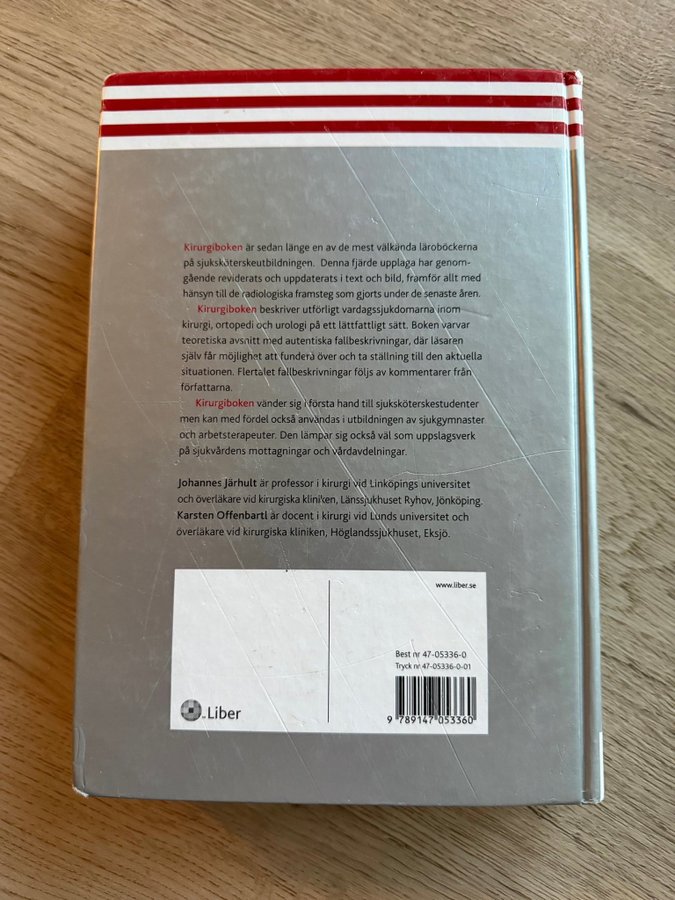 Kirurgiboken är sedan länge en av de mest välkända läroböckerna
på sjuksköterskeutbildningen. Denna fjärde upplaga har genom-
gående reviderats och uppdaterats i text och bild, framför allt med
hänsyn till de radiologiska framsteg som gjorts under de senaste åren.
Kirurgiboken beskriver utförligt vardagssjukdomarna inom
kirurgi, ortopedi och urologi på ett lättfattligt sätt. Boken varvar
teoretiska avsnitt med autentiska fallbeskrivningar, där läsaren
själv får möjlighet att fundera över och ta ställning till den aktuella
situationen. Flertalet fallbeskrivningar följs av kommentarer från
författarna.
Kirurgiboken vänder sig i första hand till sjuksköterskestudenter
men kan med fördel också användas i utbildningen av sjukgymnaster
och arbetsterapeuter. Den lämpar sig också väl som uppslagsverk
på sjukvårdens mottagningar och vårdavdelningar.
Johannes Järhult är professor i kirurgi vid Linköpings universitet
och överläkare vid kirurgiska kliniken, Länssjukhuset Ryhov, Jönköping.
Karsten Offenbartl är docent i kirurgi vid Lunds universitet och
överläkare vid kirurgiska kliniken, Höglandssjukhuset, Eksjö.
www.liber.se
Best nr 47-05336-0
Tryck nr 47-05336-0-01
Liber
9 789147 053360